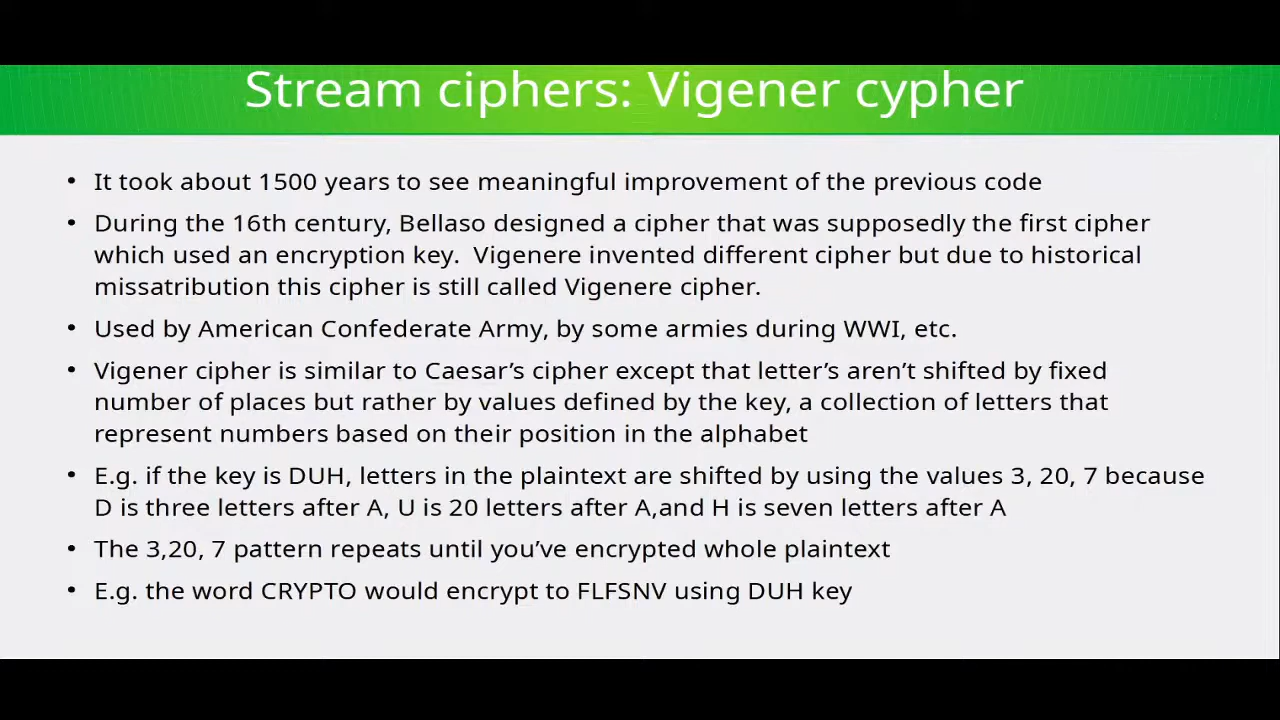 Stream ciphers: Vigener cypher
• It took about 1500 years to see meaningful improvement of the previous code
• During the 16th century, Bellaso designed a cipher that was supposedly the first cipher
which used an encryption key.  Vigenere invented different cipher but due to historical
missatribution this cipher is still called Vigenere cipher.
• Used by American Confederate Army, by some armies during WWI, etc.
• Vigener cipher is similar to Caesar’s cipher except that letter’s aren’t shifted by fixed
number of places but rather by values defined by the key, a collection of letters that
represent numbers based on their position in the alphabet
• E.g. if the key is DUH, letters in the plaintext are shifted by using the values 3, 20, 7 because
D is three letters after A, U is 20 letters after A,and H is seven letters after A
• The 3,20, 7 pattern repeats until you’ve encrypted whole plaintext
• E.g. the word CRYPTO would encrypt to FLFSNV using DUH key